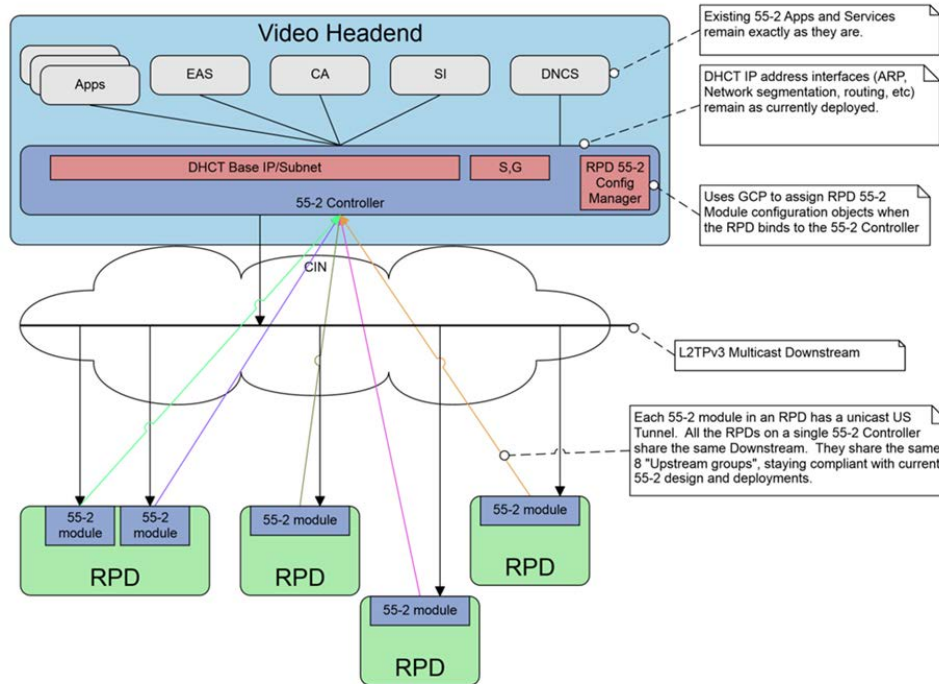 Video Headend
Apps
EAS
CA
SI
DNCS
DHCT Base IP/Subnet
S,G
RPD 55-2
Config
Manager
55-2 Controller
Existing 55-2 Apps and Services
remain exactly as they are.
DHCT IP address interfaces (ARP,
Network segmentation, routing, etc)
remain as currently deployed.
Uses GCP to assign RPD 55-2
Module configuration objects when
the RPD binds to the 55-2 Controller
CIN
L2TPv3 Multicast Downstream
Each 55-2 module in an RPD has a unicast US
Tunnel. All the RPDs on a single 55-2 Controller
share the same Downstream. They share the same
8 "Upstream groups", staying compliant with current
55-2 design and deployments.
55-2
module
55-2
module
RPD
55-2 module
RPD
55-2 module
RPD
55-2 module
RPD